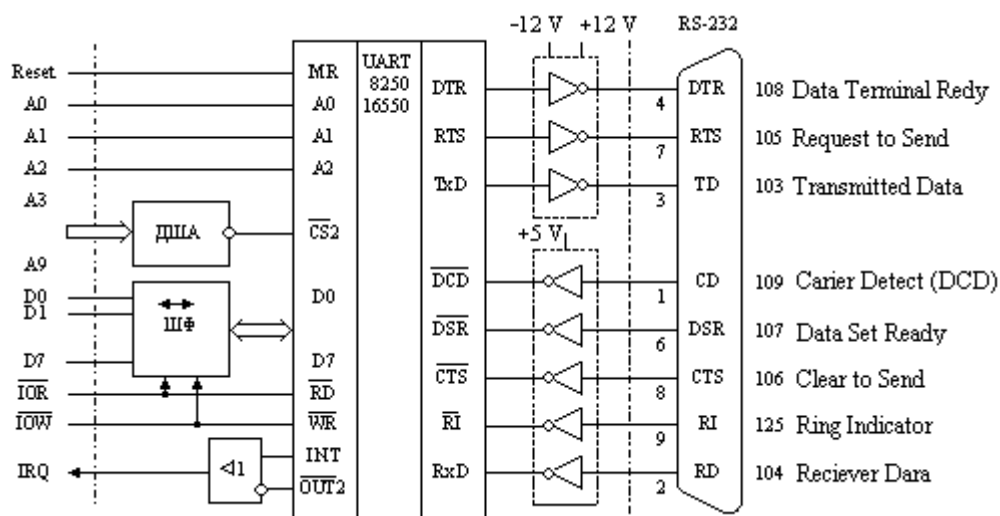 -12 V +12 V RS-232
Reset MR UART DTR 4 DTR 108 Data Terminal Redy
8250
16550
A0 A0
A1 A1 RTS 7 RTS 105 Request to Send
A2 A2 TxD 3 TD 103 Transmitted Data
A3
ДША CS2 +5 V
A9
DCD 1 CD 109 Carier Detect (DCD)
D0 D0
D1
ШФ DSR 6 DSR 107 Data Set Ready
D7 D7 CTS 8 CTS 106 Clear to Send
IOR RD
IOW WR RI 9 RI 125 Ring Indicator
INT
IRQ ◁1 RxD 2 RD 104 Reciever Dara
OUT2